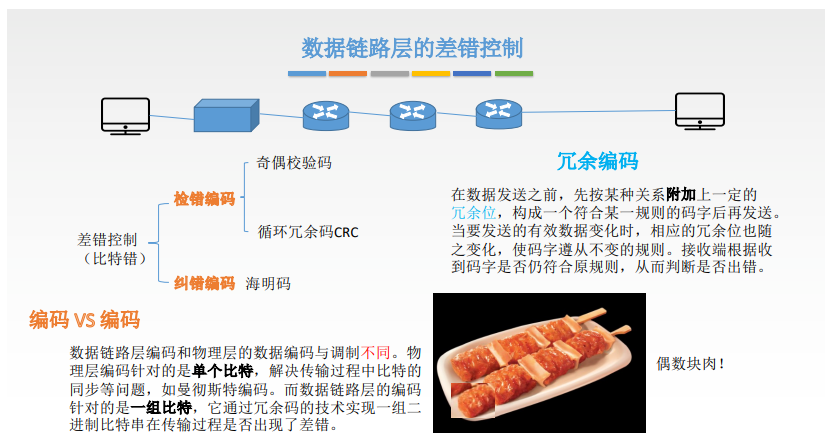 数据链路层的差错控制
奇偶校验码
检错编码
循环冗余码CRC
差错控制
（比特错）
纠错编码 海明码
冗余编码
在数据发送之前，先按某种关系附加上一定的
冗余位，构成一个符合某一规则的码字后再发送。
当要发送的有效数据变化时，相应的冗余位也随
之变化，使码字遵从不变的规则。接收端根据收
到码字是否仍符合原规则，从而判断是否出错。
编码 VS 编码
数据链路层编码和物理层的数据编码与调制不同。物
理层编码针对的是单个比特，解决传输过程中比特的
同步等问题，如曼彻斯特编码。而数据链路层的编码
针对的是一组比特，它通过冗余码的技术实现一组二
进制比特串在传输过程是否出现了差错。
偶数块肉！